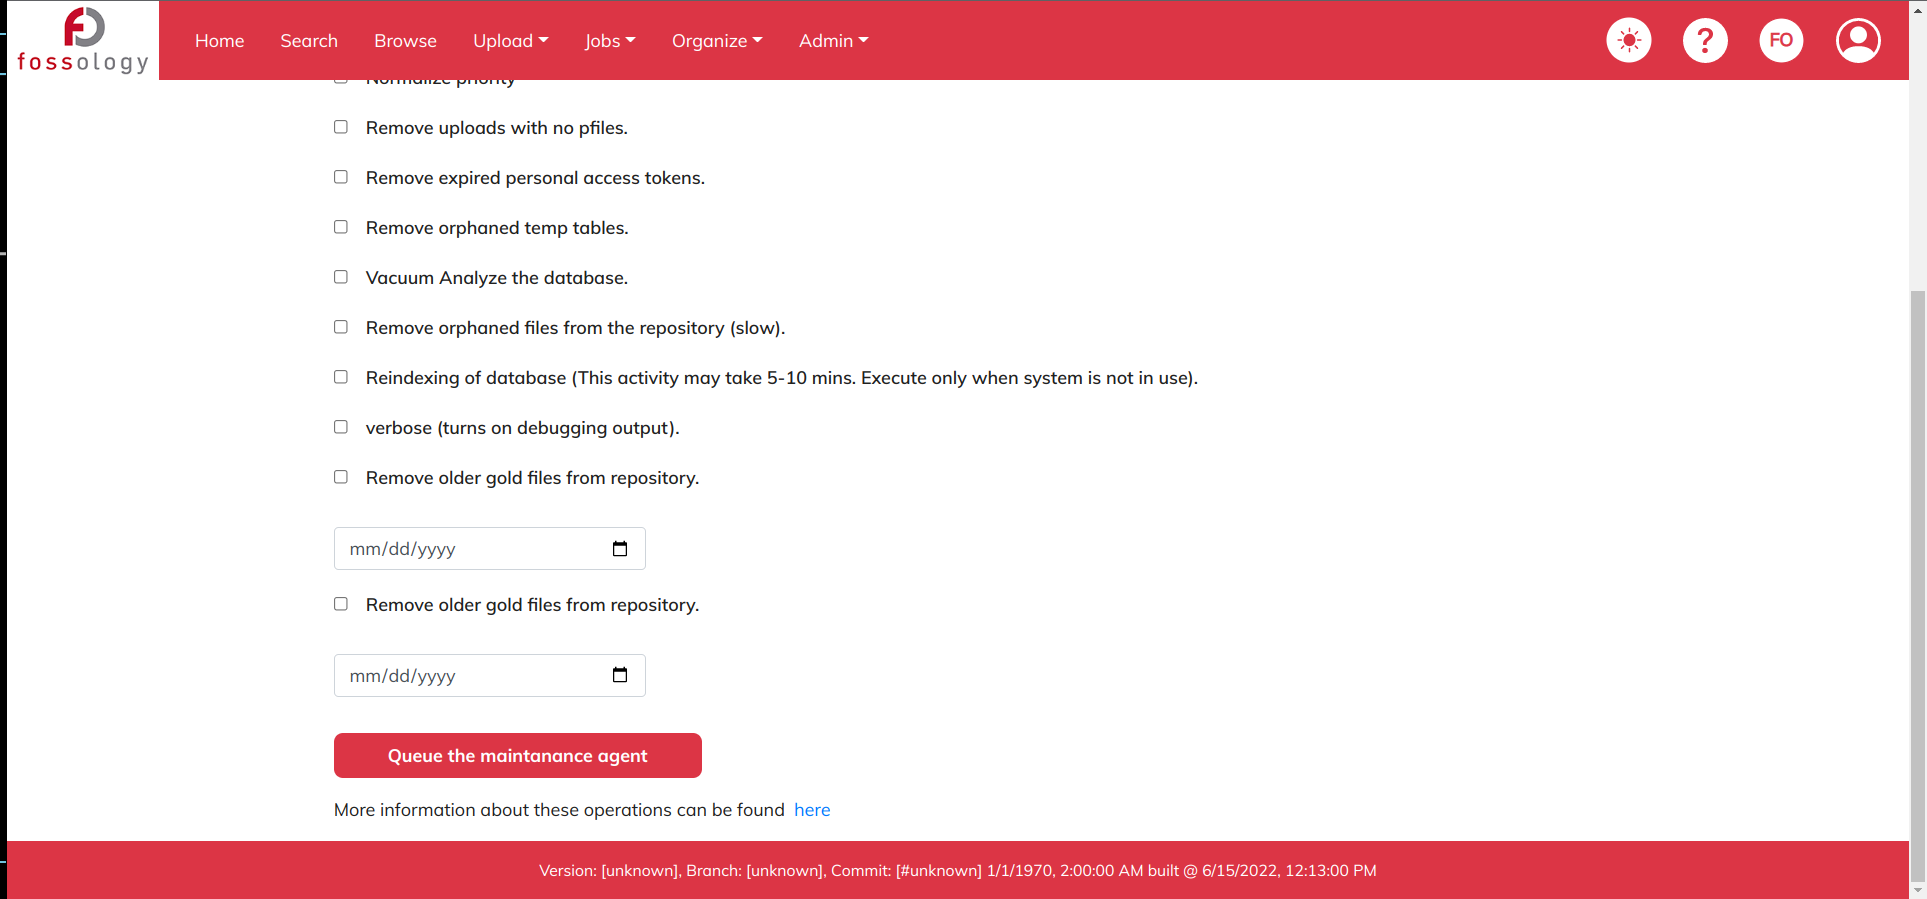 fossology
Home Search Browse Upload Jobs Organize Admin
? FO
Normalize priority
Remove uploads with no pfiles.
Remove expired personal access tokens.
Remove orphaned temp tables.
Vacuum Analyze the database.
Remove orphaned files from the repository (slow).
Reindexing of database (This activity may take 5-10 mins. Execute only when system is not in use).
verbose (turns on debugging output).
Remove older gold files from repository.
mm/dd/yyyy
Remove older gold files from repository.
mm/dd/yyyy
Queue the maintanance agent
More information about these operations can be found here
Version: [unknown], Branch: [unknown], Commit: [#unknown] 1/1/1970, 2:00:00 AM built @ 6/15/2022, 12:13:00 PM